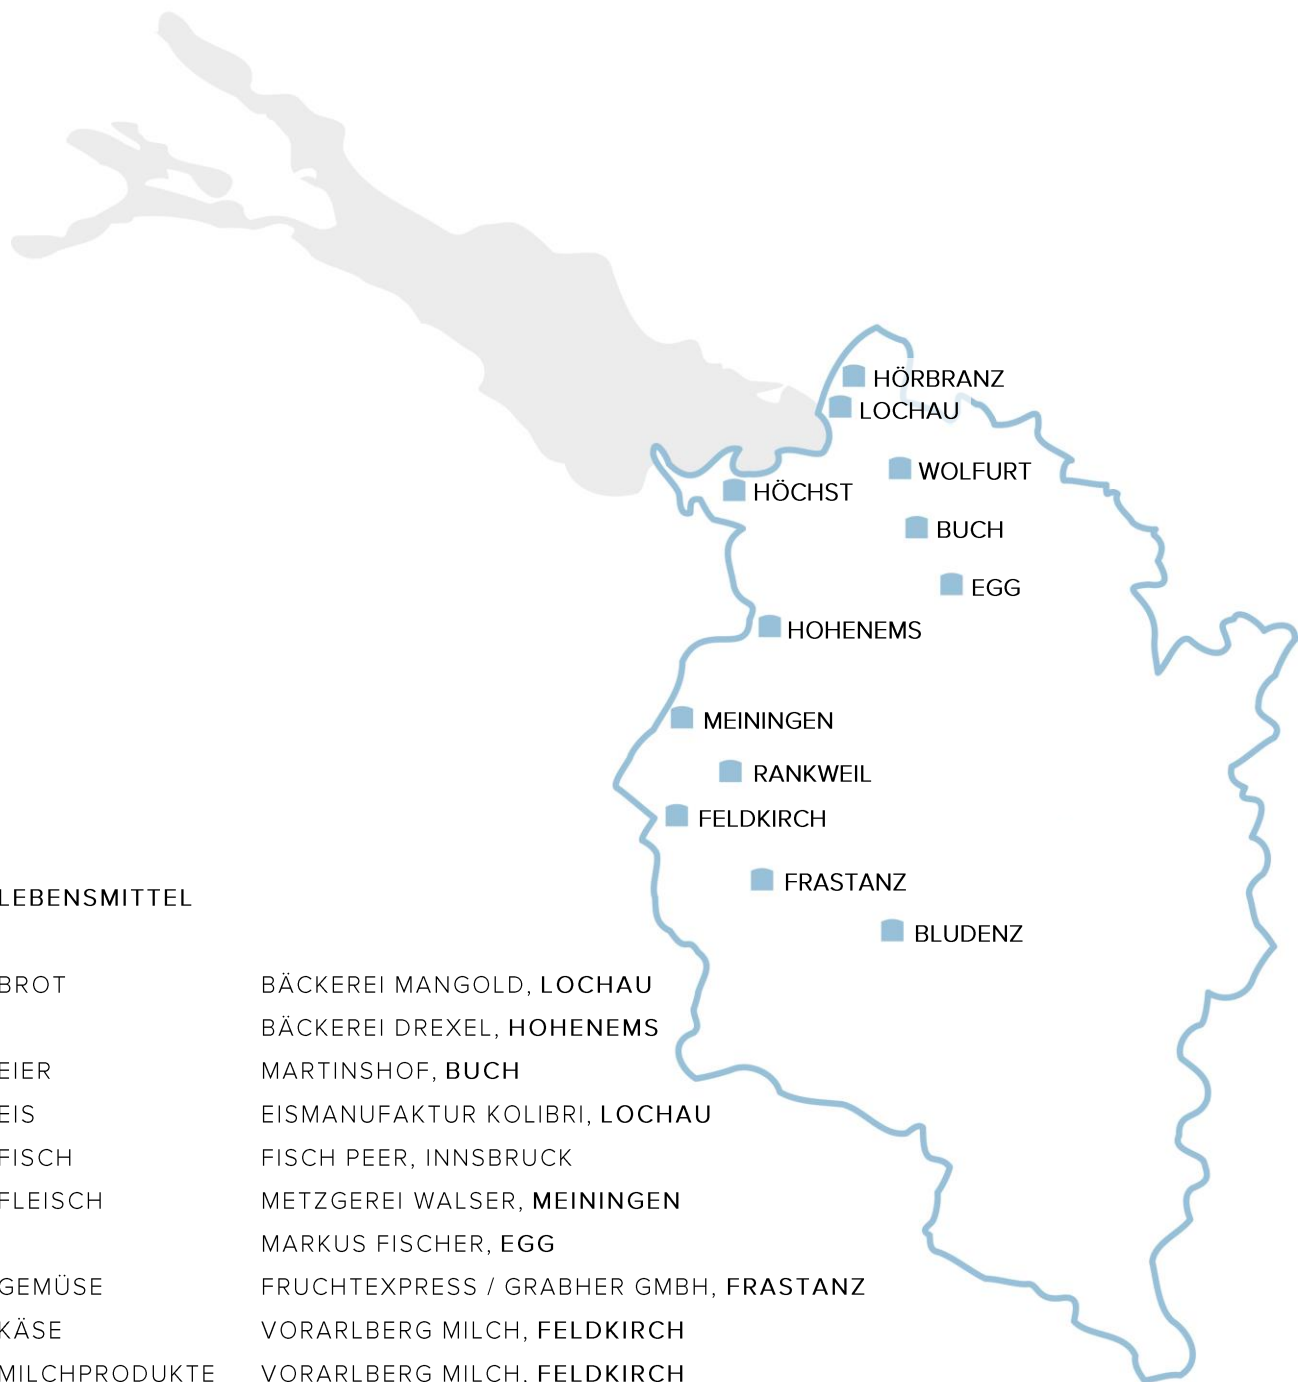 HÖRBRANZ
LOCHAU
WOLFURT
HÖCHST
BUCH
EGG
HOHENEMS
MEININGEN
RANKWEIL
FELDKIRCH
FRASTANZ
BLUDENZ
LEBENSMITTEL
BROT BÄCKEREI MANGOLD, LOCHAU
BÄCKEREI DREXEL, HOHENEMS
EIER MARTINSHOF, BUCH
EIS EISMANUFAKTUR KOLIBRI, LOCHAU
FISCH FISCH PEER, INNSBRUCK
FLEISCH METZGEREI WALSER, MEININGEN
MARKUS FISCHER, EGG
GEMÜSE FRUCHTEXPRESS / GRABHER GMBH, FRASTANZ
KÄSE VORARLBERG MILCH, FELDKIRCH
MILCHPRODUKTE VORARLBERG MILCH, FELDKIRCH